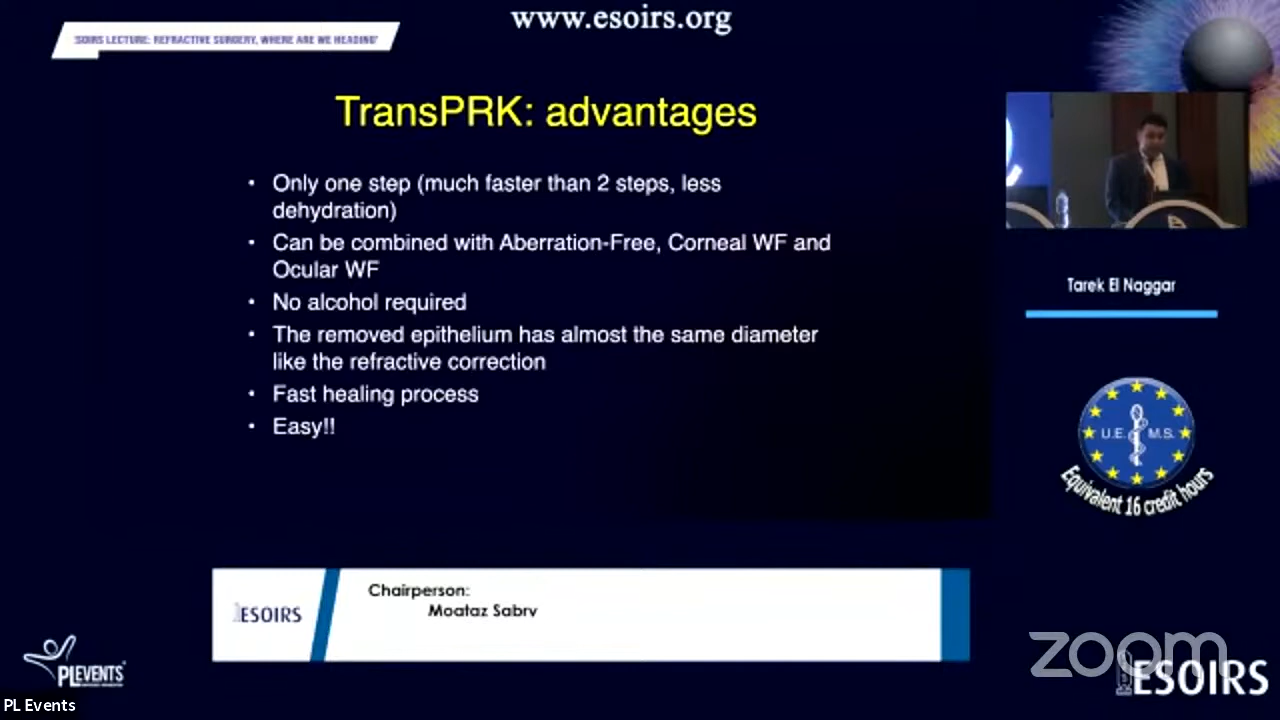 www.esoirs.org
'SOIRS LECTURE: REFRACTIVE SURGERY, WHERE ARE WE HEADING'
TransPRK: advantages
• Only one step (much faster than 2 steps, less
dehydration)
• Can be combined with Aberration-Free, Corneal WF and
Ocular WF
• No alcohol required
• The removed epithelium has almost the same diameter
like the refractive correction
• Fast healing process
• Easy!!
Tarek El Naggar
U.E. M.S.
Equivalent 16 credit hours
ESOIRS
Chairperson:
Moataz Sabry
PLEVENTS
zoom
ESOIRS
PL Events